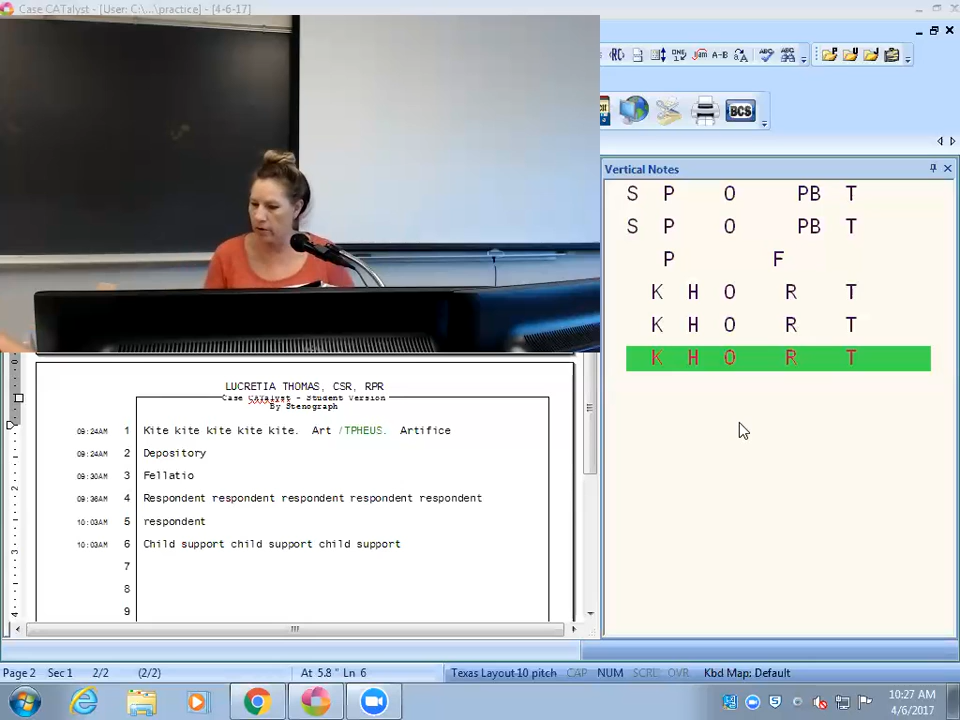 Case CATalyst - [User: C:\...\practice] - [4-6-17]
BCS
Vertical Notes
S P O PB T
S P O PB T
P F
K H O R T
K H O R T
K H O R T
LUCRETIA THOMAS, CSR, RPR
Case CATalyst - Student Version
By Stenograph
09:24AM 1 Kite kite kite kite kite. Art /TPHEUS. Artifice
09:24AM 2 Depository
09:30AM 3 Fellatio
09:36AM 4 Respondent respondent respondent respondent respondent
10:03AM 5 respondent
10:03AM 6 Child support child support child support
7
8
9
Page 2 Sec 1 2/2 (2/2) At 5.8 " Ln 6 Texas Layout 10 pitch CAP NUM SCRL OVR Kbd Map: Default
10:27 AM
4/6/2017